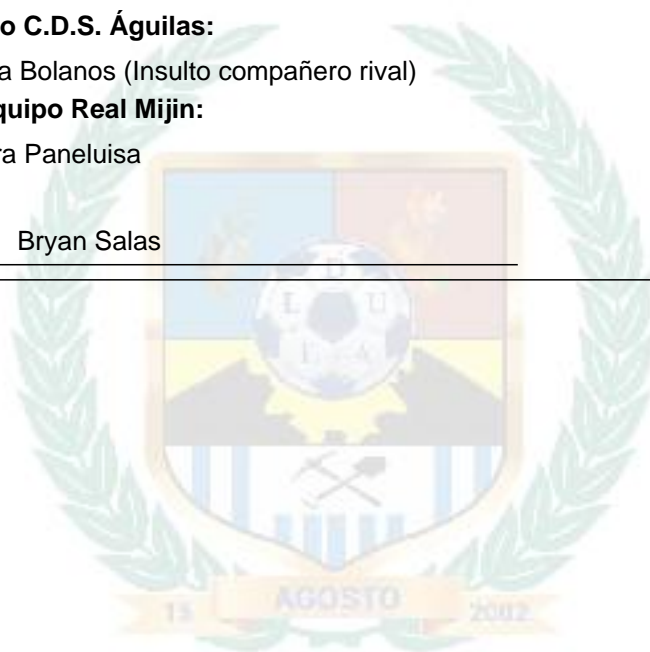 o C.D.S. Águilas:
a Bolanos (Insulto compañero rival)
quipo Real Mijin:
ra Paneluisa
Bryan Salas
D
L U
E A
15 AGOSTO 2002